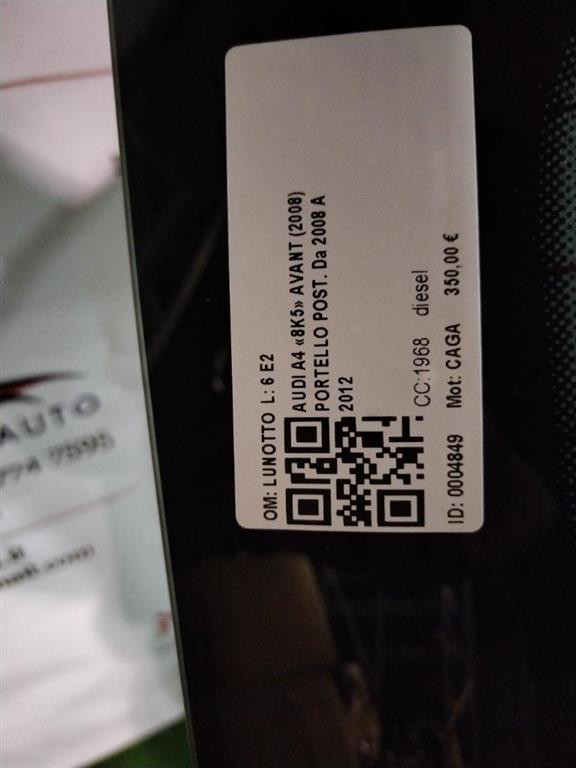 OM: LUNOTTO L: 6 E2
AUDI A4 «8K5» AVANT (2008)
PORTELLO POST. Da 2008 A
2012
CC:1968 diesel
ID: 0004849 Mot: CAGA 350,00 €
AUTO
7595